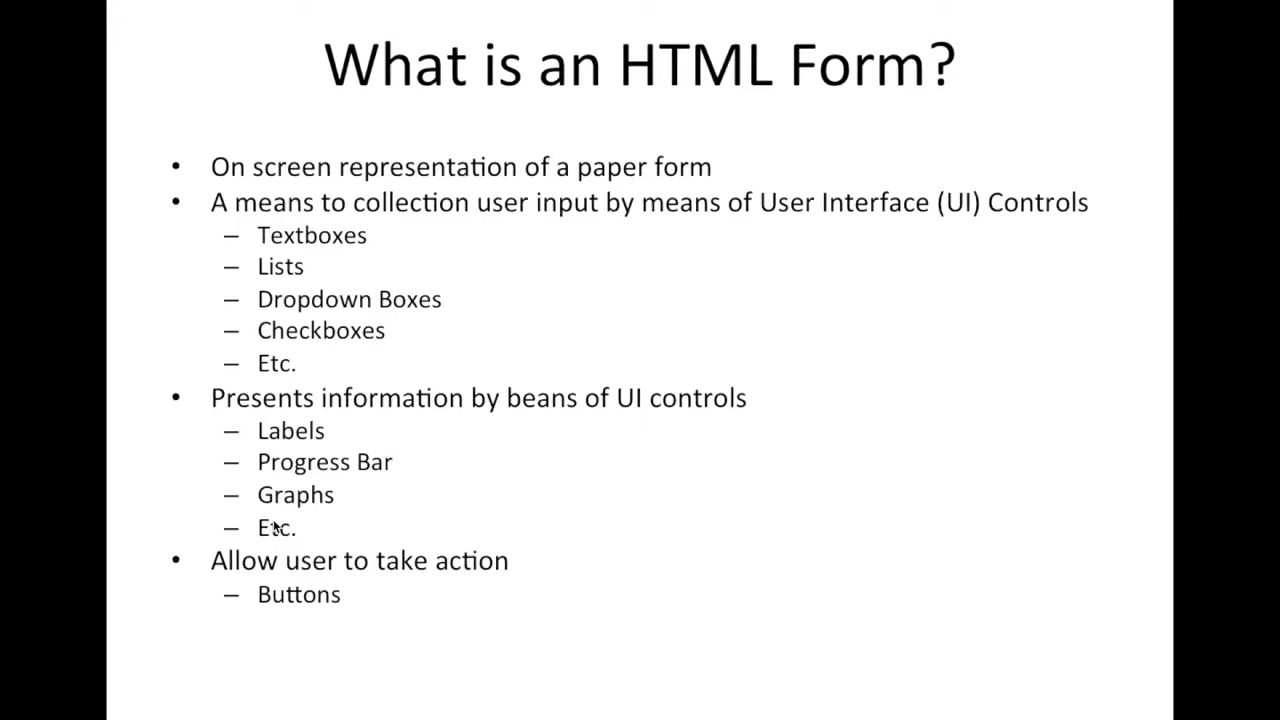 What is an HTML Form?
• On screen representation of a paper form
• A means to collection user input by means of User Interface (UI) Controls
– Textboxes
– Lists
– Dropdown Boxes
– Checkboxes
– Etc.
• Presents information by beans of UI controls
– Labels
– Progress Bar
– Graphs
– Etc.
• Allow user to take action
– Buttons